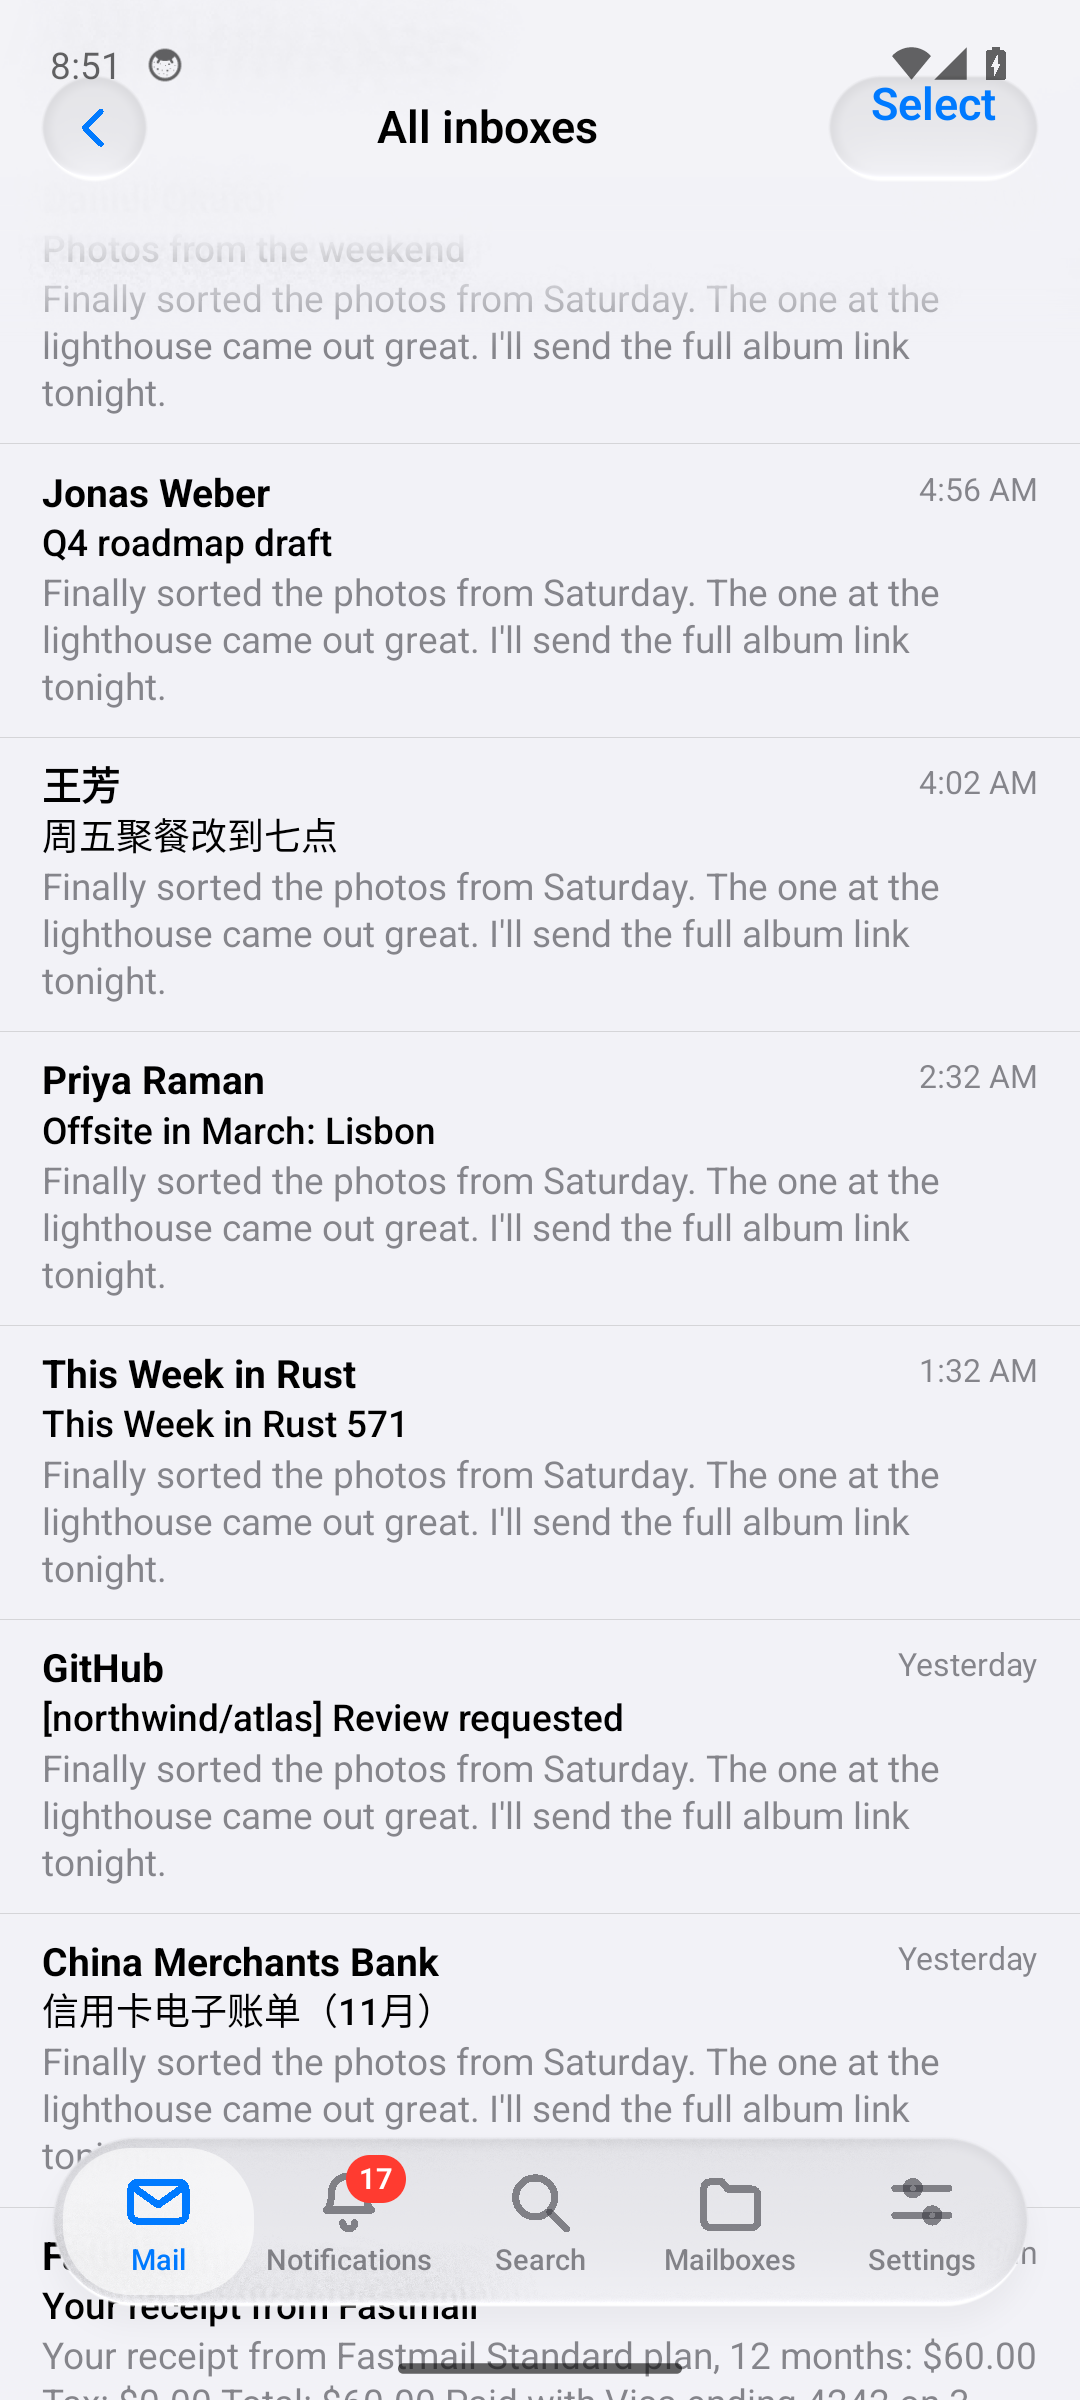 8:51
All inboxes
Select
Photos from the weekend
Finally sorted the photos from Saturday. The one at the
lighthouse came out great. I'll send the full album link
tonight.
Jonas Weber
4:56 AM
Q4 roadmap draft
Finally sorted the photos from Saturday. The one at the
lighthouse came out great. I'll send the full album link
tonight.
王芳
4:02 AM
周五聚餐改到七点
Finally sorted the photos from Saturday. The one at the
lighthouse came out great. I'll send the full album link
tonight.
Priya Raman
2:32 AM
Offsite in March: Lisbon
Finally sorted the photos from Saturday. The one at the
lighthouse came out great. I'll send the full album link
tonight.
This Week in Rust
1:32 AM
This Week in Rust 571
Finally sorted the photos from Saturday. The one at the
lighthouse came out great. I'll send the full album link
tonight.
GitHub
Yesterday
[northwind/atlas] Review requested
Finally sorted the photos from Saturday. The one at the
lighthouse came out great. I'll send the full album link
tonight.
China Merchants Bank
Yesterday
信用卡电子账单（11月）
Finally sorted the photos from Saturday. The one at the
lighthouse came out great. I'll send the full album link
17
Mail
Notifications
Search
Mailboxes
Settings
Your receipt from Fastmail
Your receipt from Fastmail Standard plan, 12 months: $60.00